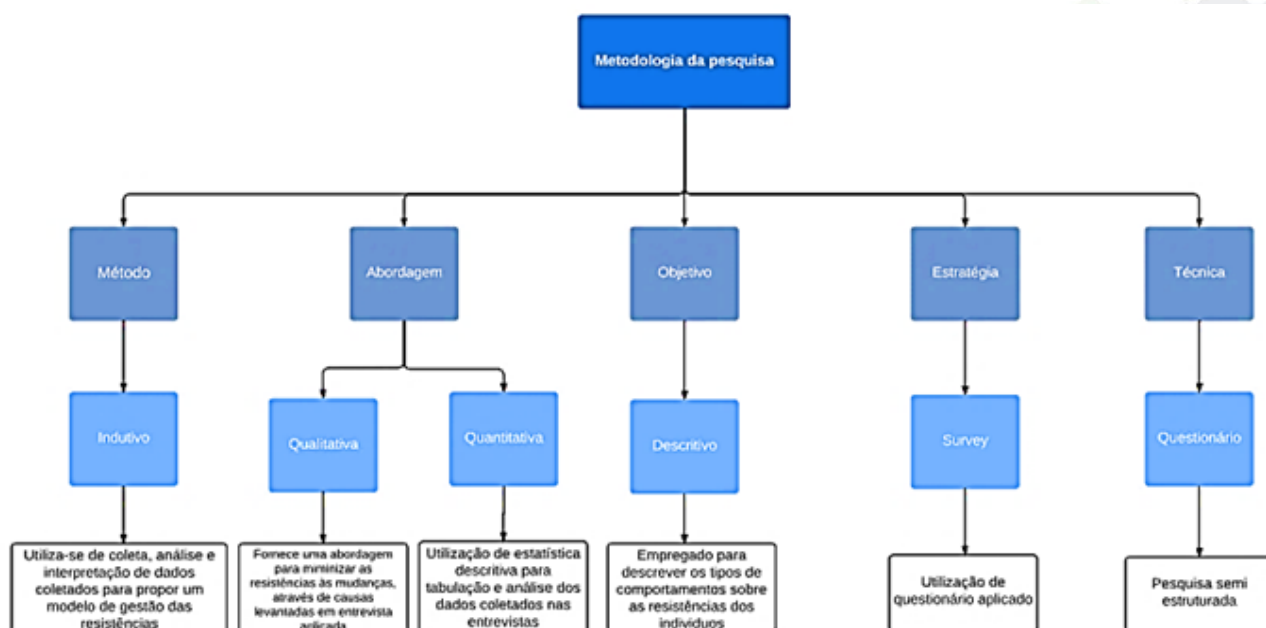 Metodologia da pesquisa
Método
Abordagem
Objetivo
Estratégia
Técnica
Indutivo
Qualitativa
Quantitativa
Descritivo
Survey
Questionário
Utiliza-se de coleta, análise e
interpretação de dados
coletados para propor um
modelo de gestão das
resistências
Fornece uma abordagem
para minimizar as
resistências às mudanças,
através de causas
levantadas em entrevista
aplicada
Utilização de estatística
descritiva para
tabulação e análise dos
dados coletados nas
entrevistas
Empregado para
descrever os tipos de
comportamentos sobre
as resistências dos
indivíduos
Utilização de
questionário aplicado
Pesquisa semi
estruturada